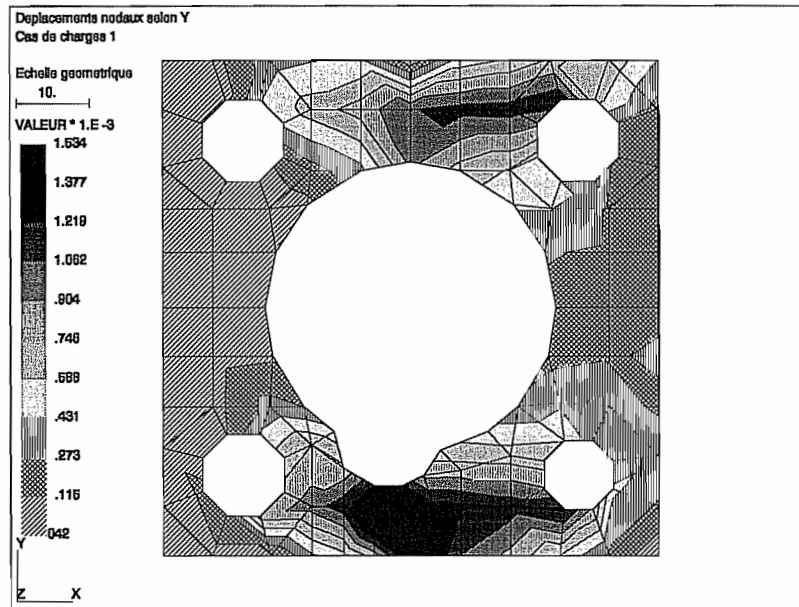 Deplacements nodaux selon Y
Cas de charges 1
Echelle geometrique
10.
VALEUR * 1.E -3
1.534
1.377
1.219
1.062
.904
.746
.589
.431
.273
.116
.042
Y
Z X